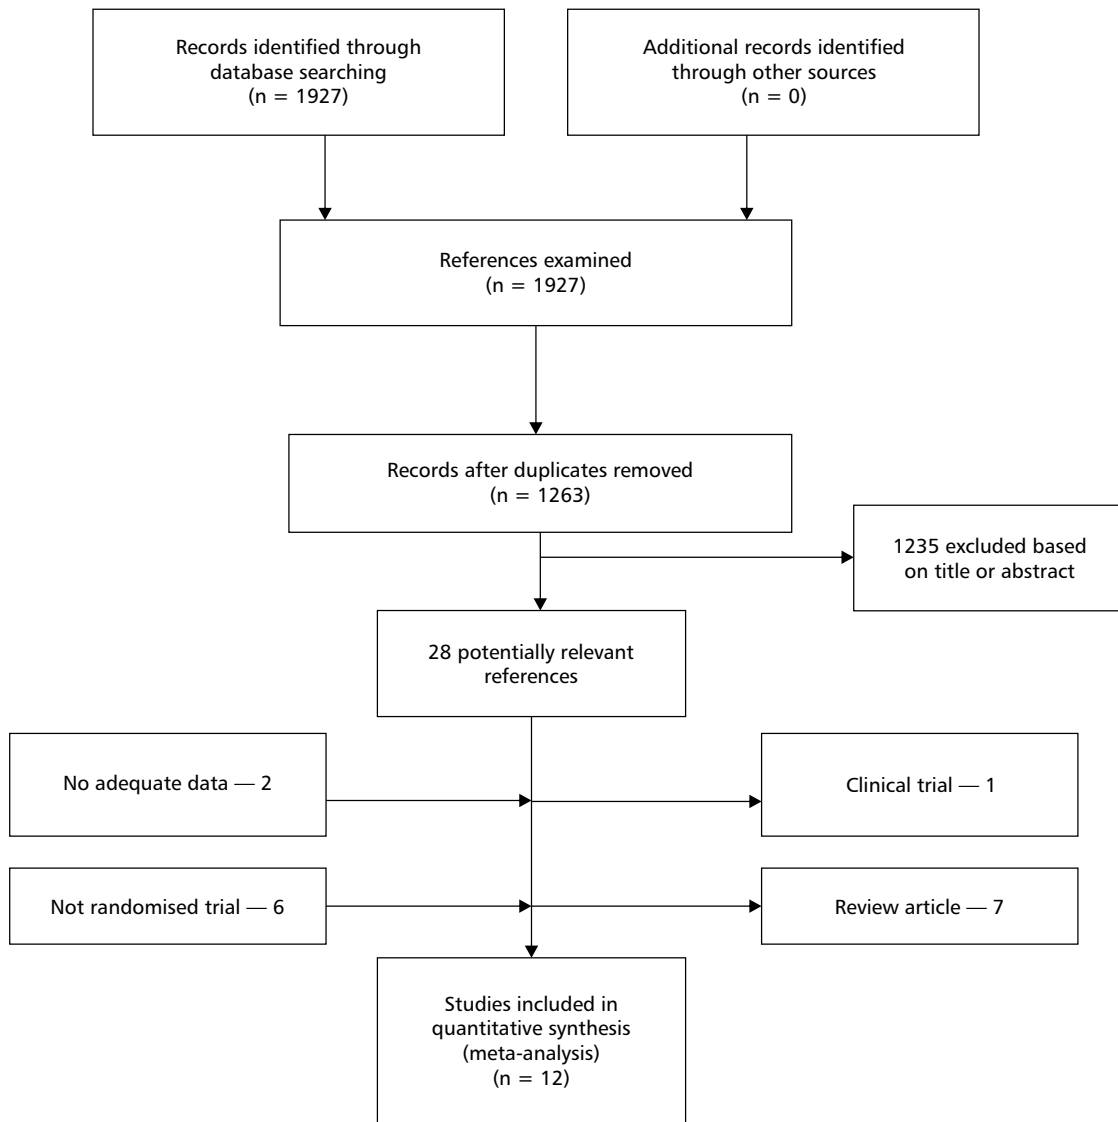 Records identified through
database searching
(n = 1927)
Additional records identified
through other sources
(n = 0)
References examined
(n = 1927)
Records after duplicates removed
(n = 1263)
1235 excluded based
on title or abstract
28 potentially relevant
references
No adequate data — 2
Clinical trial — 1
Not randomised trial — 6
Review article — 7
Studies included in
quantitative synthesis
(meta-analysis)
(n = 12)